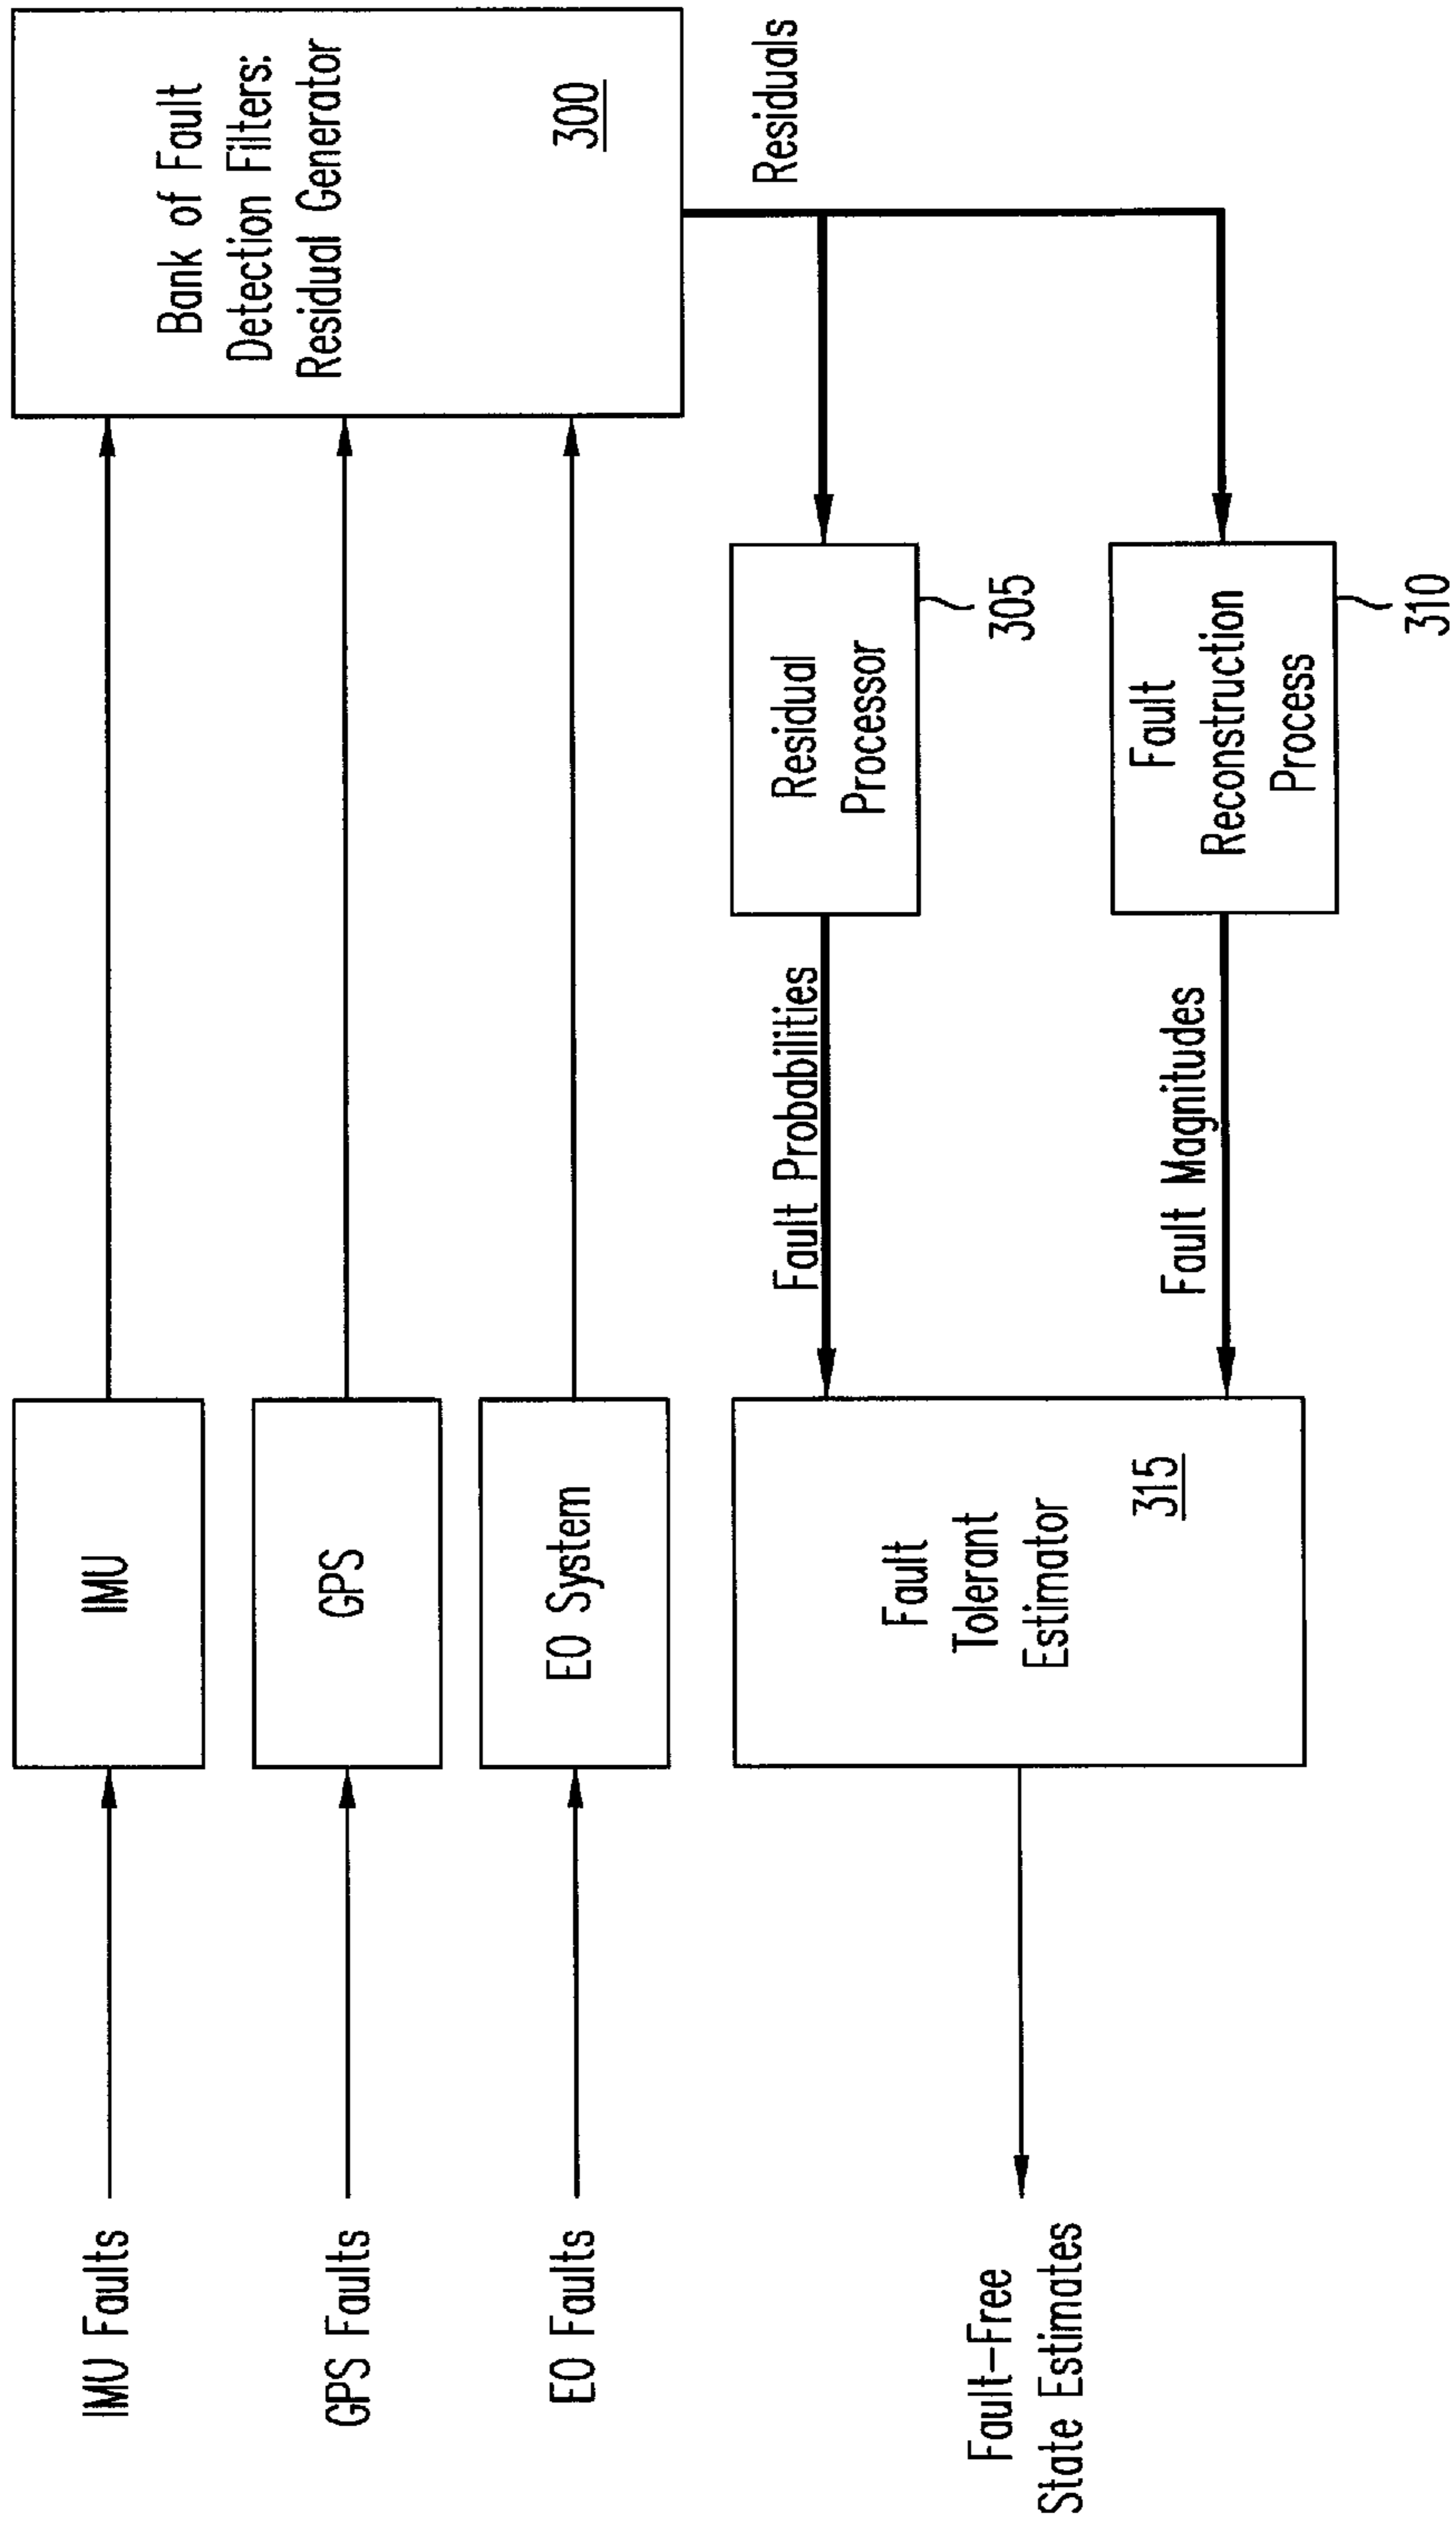 IMU Faults
IMU
GPS Faults
GPS
EO Faults
EO System
Bank of Fault
Detection Filters:
Residual Generator
300
Residuals
Residual
Processor
305
Fault
Reconstruction
Process
310
Fault Probabilities
Fault Magnitudes
Fault
Tolerant
Estimator
315
Fault-Free
State Estimates